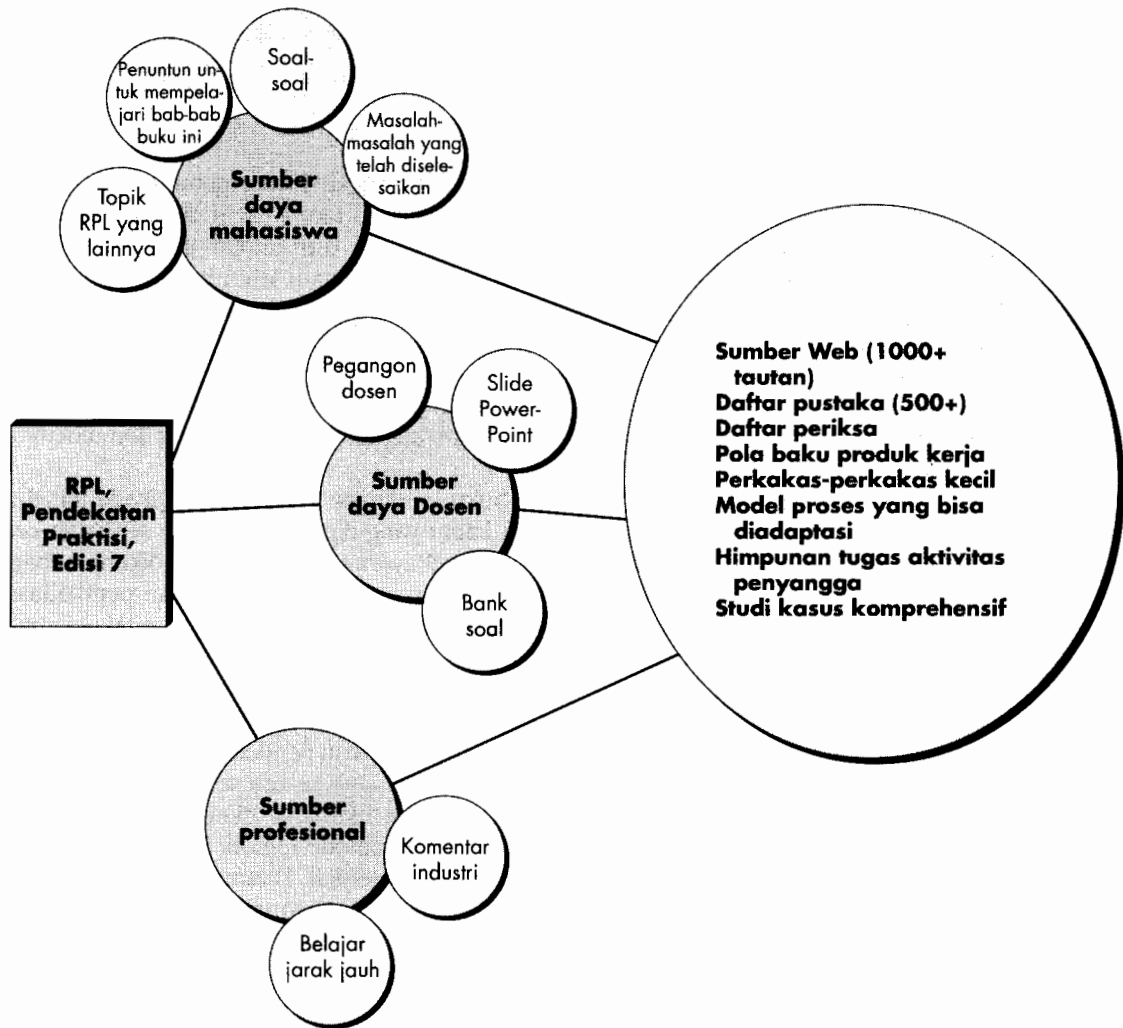 Soal-
soal
Penuntun un-
tuk mempela-
jari bab-bab
buku ini
Masalah-
masalah yang
telah disele-
saikan
Topik
RPL yang
lainnya
Sumber
daya
mahasiswa
Pegangon
dosen
Slide
Power-
Point
Sumber
daya Dosen
Bank
soal
RPL,
Pendekatan
Praktisi,
Edisi 7
Sumber Web (1000+
tautan)
Daftar pustaka (500+)
Daftar periksa
Pola baku produk kerja
Perkakas-perkakas kecil
Model proses yang bisa
diadaptasi
Himpunan tugas aktivitas
penyangga
Studi kasus komprehensif
Sumber
profesional
Komentar
industri
Belajar
jarak jauh